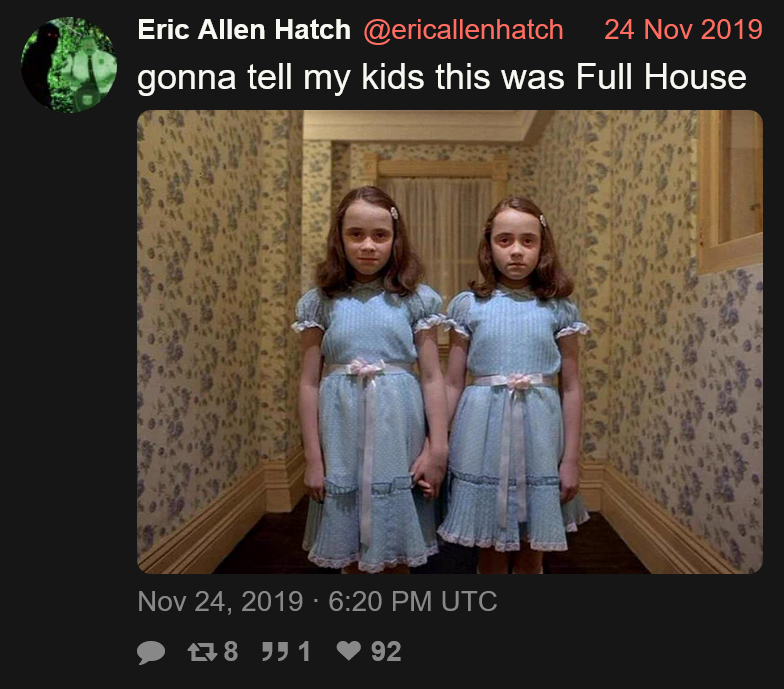 Eric Allen Hatch @ericallenhatch 24 Nov 2019
gonna tell my kids this was Full House
Nov 24, 2019 · 6:20 PM UTC
8 1 92